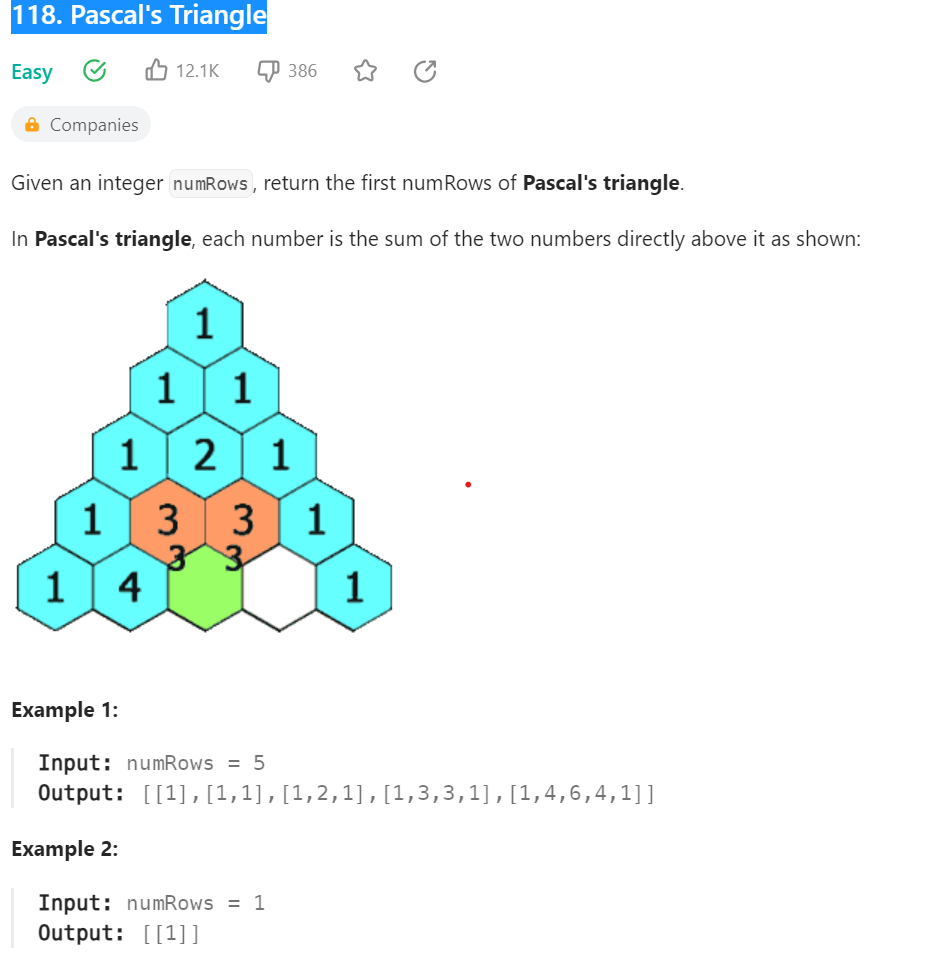 118. Pascal's Triangle
Easy 12.1K 386
Companies
Given an integer numRows, return the first numRows of Pascal's triangle.
In Pascal's triangle, each number is the sum of the two numbers directly above it as shown:
1
1 1
1 2 1
1 3 3 1
3 3
1 4 1
Example 1:
Input: numRows = 5
Output: [[1],[1,1],[1,2,1],[1,3,3,1],[1,4,6,4,1]]
Example 2:
Input: numRows = 1
Output: [[1]]